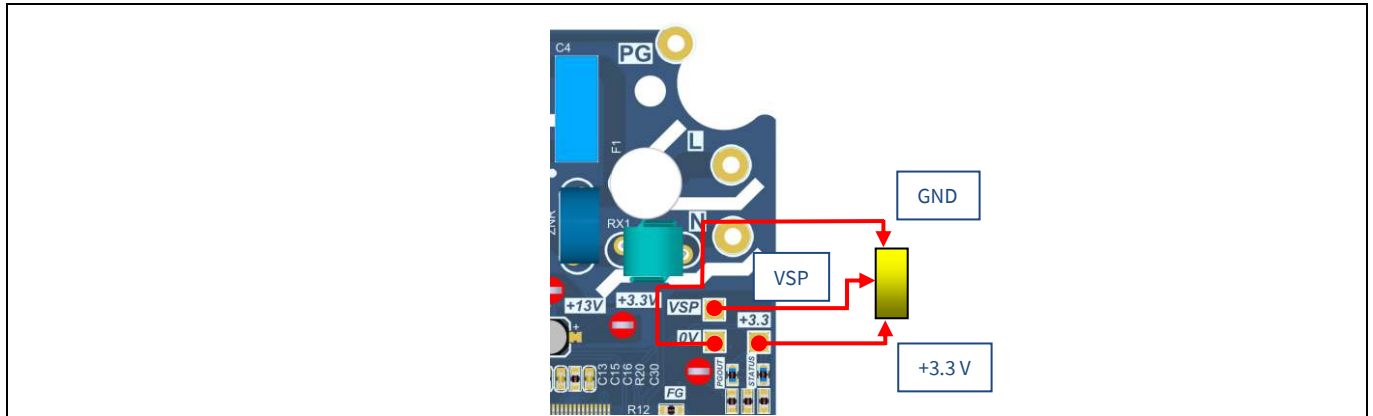 C4
PG
F1
L
GND
ZNR
RX1
N
VSP
+13V
+3.3V
VSP
+3.3
0V
+
C13
C15
C16
R20
C30
PGOUT
STATUS
+3.3 V
FG
R12